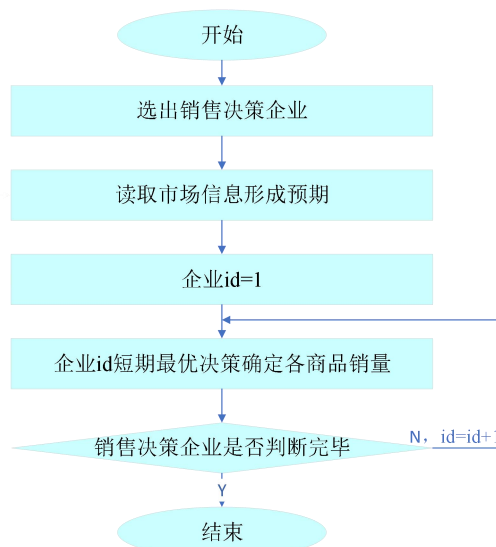 开始
选出销售决策企业
读取市场信息形成预期
企业id=1
企业id短期最优决策确定各商品销量
销售决策企业是否判断完毕
N，id=id+1
Y
结束